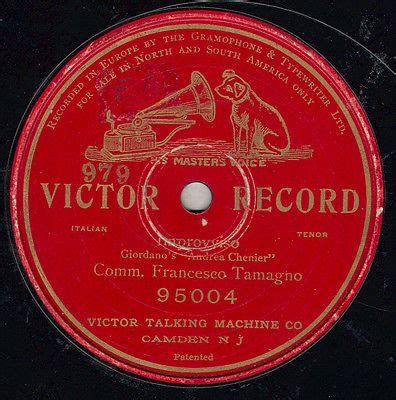 RECORDED IN EUROPE BY THE GRAMOPHONE & TYPEWRITER LTD.
FOR SALE IN NORTH AND SOUTH AMERICA ONLY
HIS MASTERS VOICE
979
VICTOR RECORD
ITALIAN TENOR
Improvviso
Giordano's "Andrea Chenier"
Comm. Francesco Tamagno
95004
VICTOR TALKING MACHINE CO
CAMDEN N J
Patented